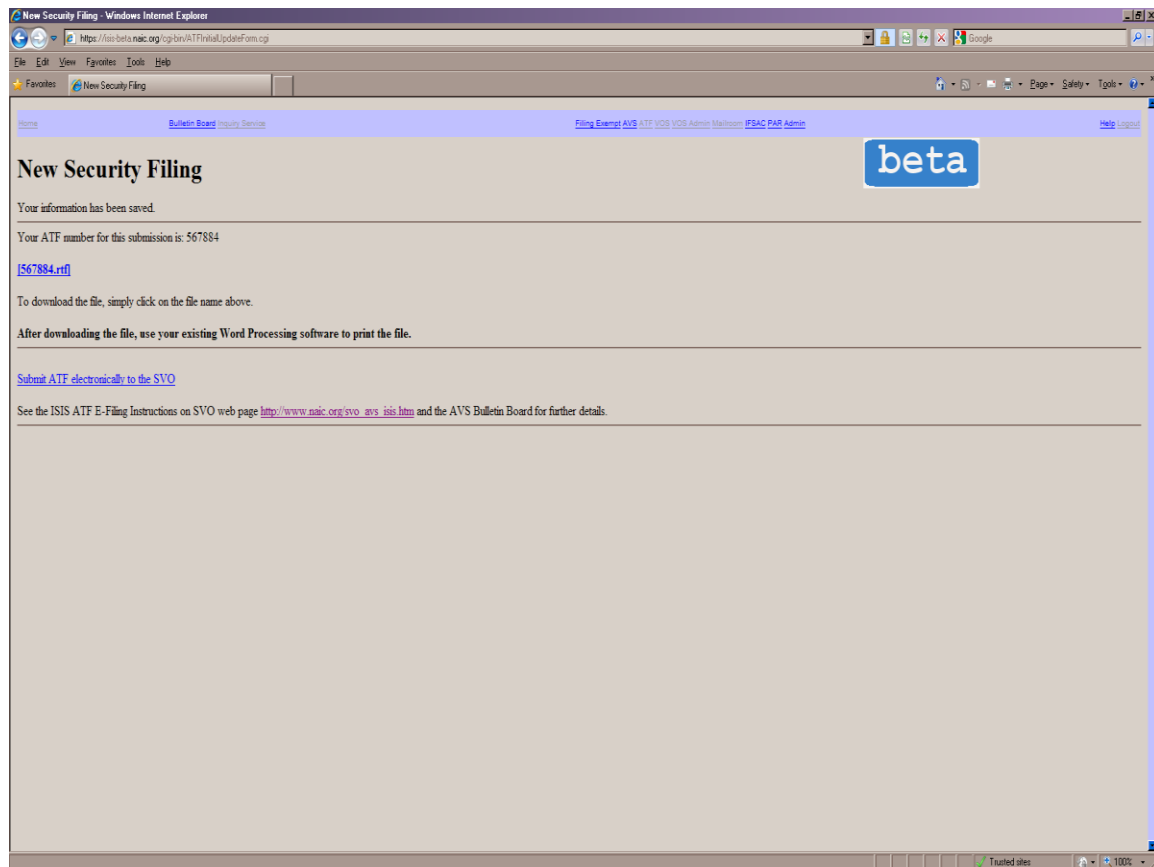 New Security Filing - Windows Internet Explorer
https://isis-beta.naic.org/cgi-bin/ATFInitialUpdateForm.cgi
Google
File Edit View Favorites Tools Help
Favorites New Security Filing Page Safety Tools
Home Bulletin Board Inquiry Service Filing Exempt AVS ATF VOS VOS Admin Mailroom IFSAC PAR Admin Help Logout
beta
New Security Filing
Your information has been saved.
Your ATF number for this submission is: 567884
[567884.rtf]
To download the file, simply click on the file name above.
After downloading the file, use your existing Word Processing software to print the file.
Submit ATF electronically to the SVO
See the ISIS ATF E-Filing Instructions on SVO web page http://www.naic.org/svo_avs_isis.htm and the AVS Bulletin Board for further details.
Trusted sites 100%